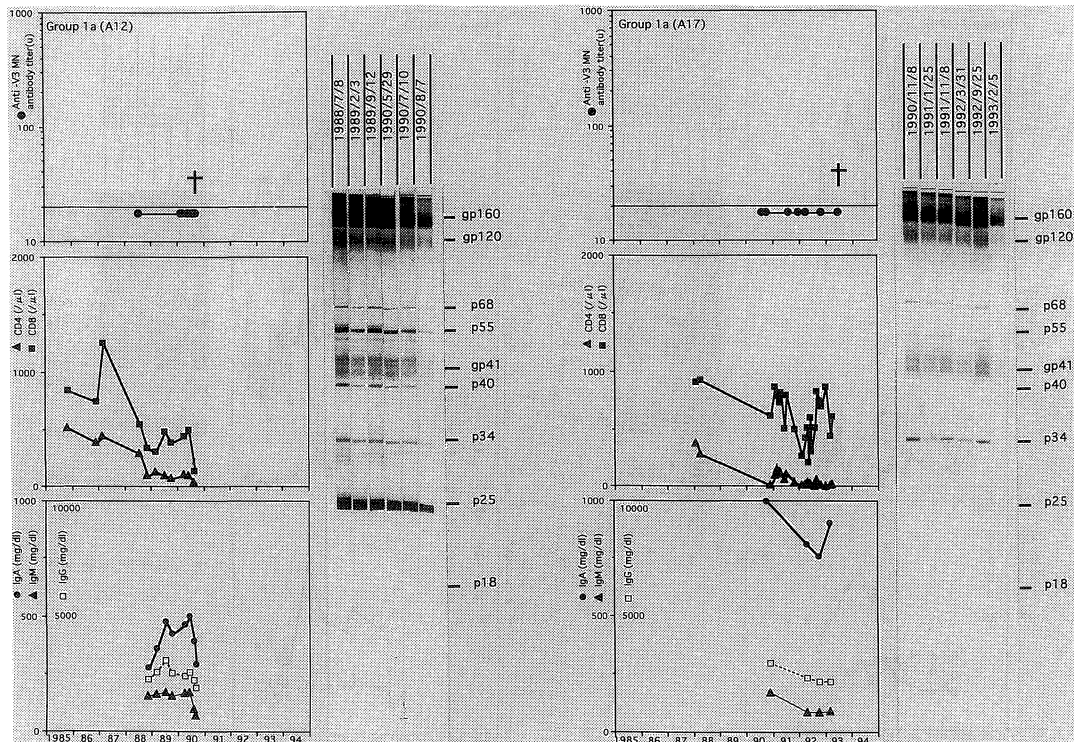 1000
Group 1a (A12)
● Anti -V3 MN
antibody titer(u)
100
10
2000
▲ CD4 (/μl)
■ CD8 (/μl)
1000
0
1000
10000
● IgA (mg/dl)
▲ IgM (mg/dl)
□ IgG (mg/dl)
500
5000
0
1985 86 87 88 89 90 91 92 93 94
1988/7/8
1989/2/3
1989/9/12
1990/5/29
1990/7/10
1990/8/7
gp160
gp120
p68
p55
gp41
p40
p34
p25
p18
1000
Group 1a (A17)
● Anti -V3 MN
antibody titer(u)
100
10
2000
▲ CD4 (/μl)
■ CD8 (/μl)
1000
0
1000
10000
● IgA (mg/dl)
▲ IgM (mg/dl)
□ IgG (mg/dl)
500
5000
0
1985 86 87 88 89 90 91 92 93 94
1990/11/8
1991/1/25
1991/11/8
1992/3/31
1992/9/25
1993/2/5
gp160
gp120
p68
p55
gp41
p40
p34
p25
p18